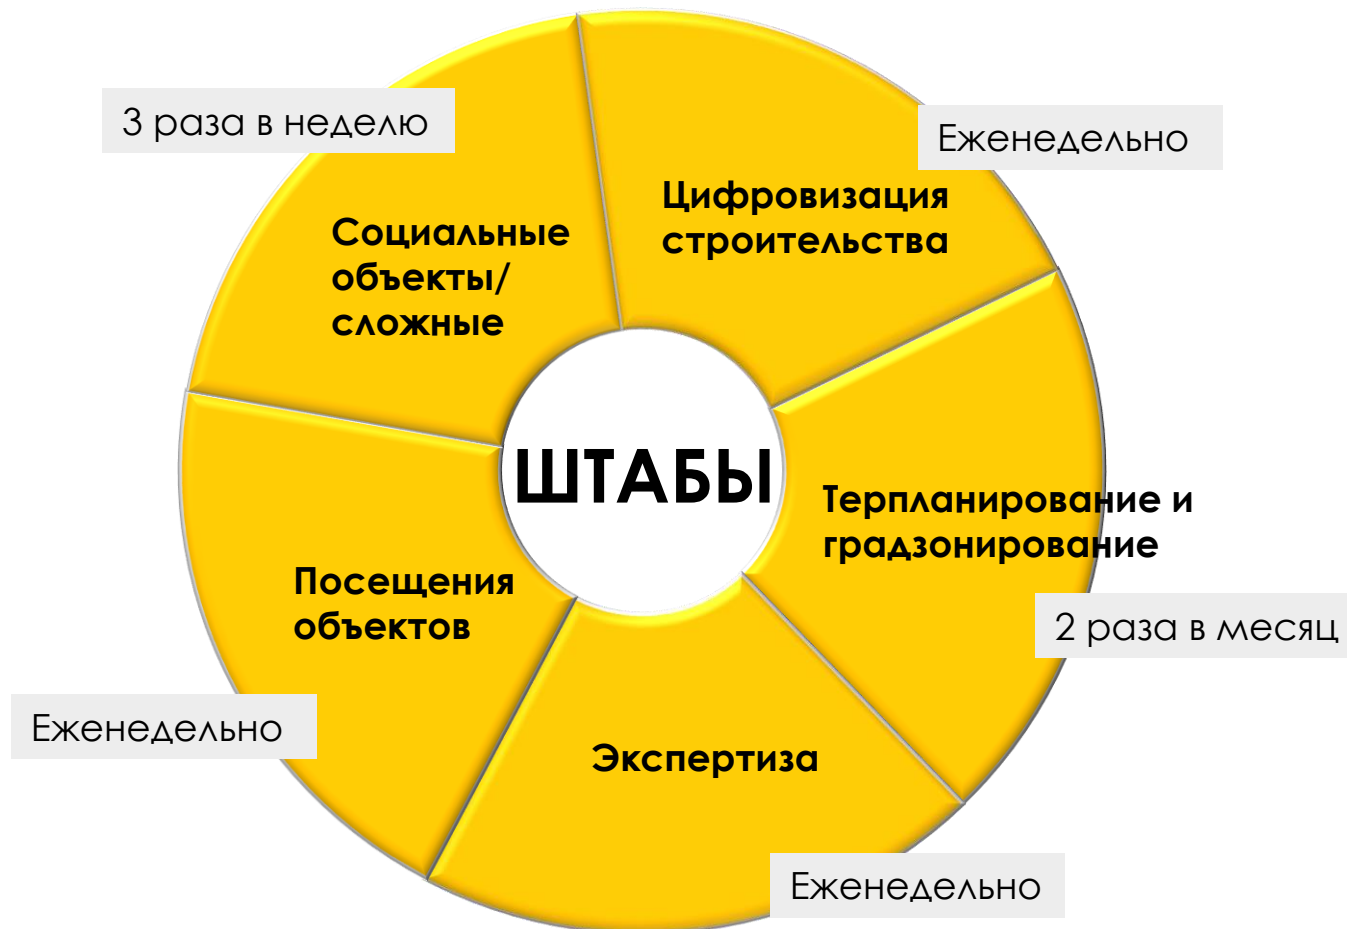 3 раза в неделю
Еженедельно
Цифровизация
строительства
Социальные
объекты/
сложные
ШТАБЫ
Терпланирование и
градзонирование
2 раза в месяц
Посещения
объектов
Еженедельно
Экспертиза
Еженедельно